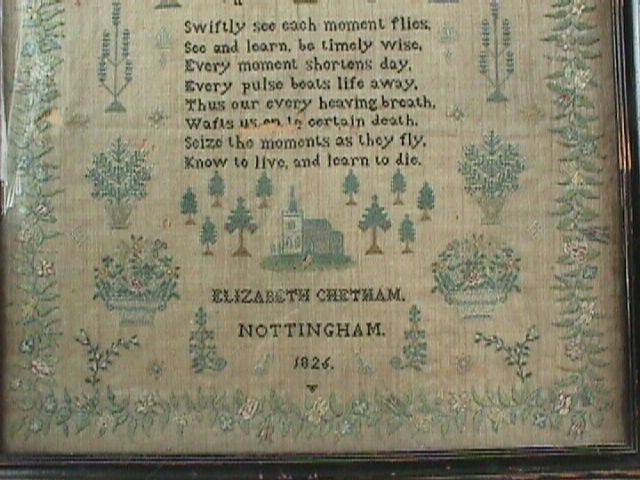 Swiftly see each moment flies,
See and learn, be timely wise,
Every moment shortens day,
Every pulse beats life away,
Thus our every heaving breath,
Wafts us on to certain death.
Seize the moments as they fly,
Know to live, and learn to die.
ELIZABETH CHETHAM.
NOTTINGHAM.
1826.